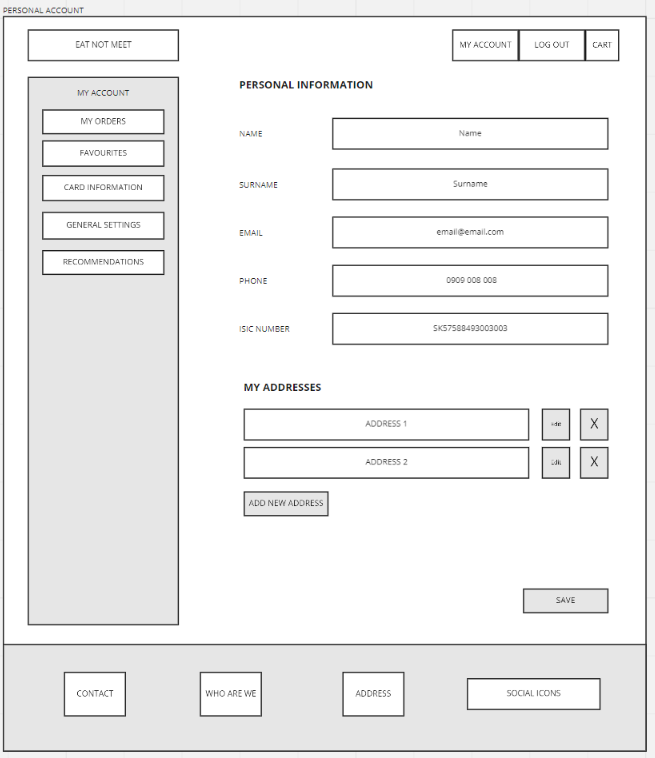 PERSONAL ACCOUNT
EAT NOT MEET
MY ACCOUNT
LOG OUT
CART
MY ACCOUNT
MY ORDERS
FAVOURITES
CARD INFORMATION
GENERAL SETTINGS
RECOMMENDATIONS
PERSONAL INFORMATION
NAME
Name
SURNAME
Surname
EMAIL
email@email.com
PHONE
0909 008 008
ISIC NUMBER
SK57588493003003
MY ADDRESSES
ADDRESS 1
Edit
X
ADDRESS 2
Edit
X
ADD NEW ADDRESS
SAVE
CONTACT
WHO ARE WE
ADDRESS
SOCIAL ICONS